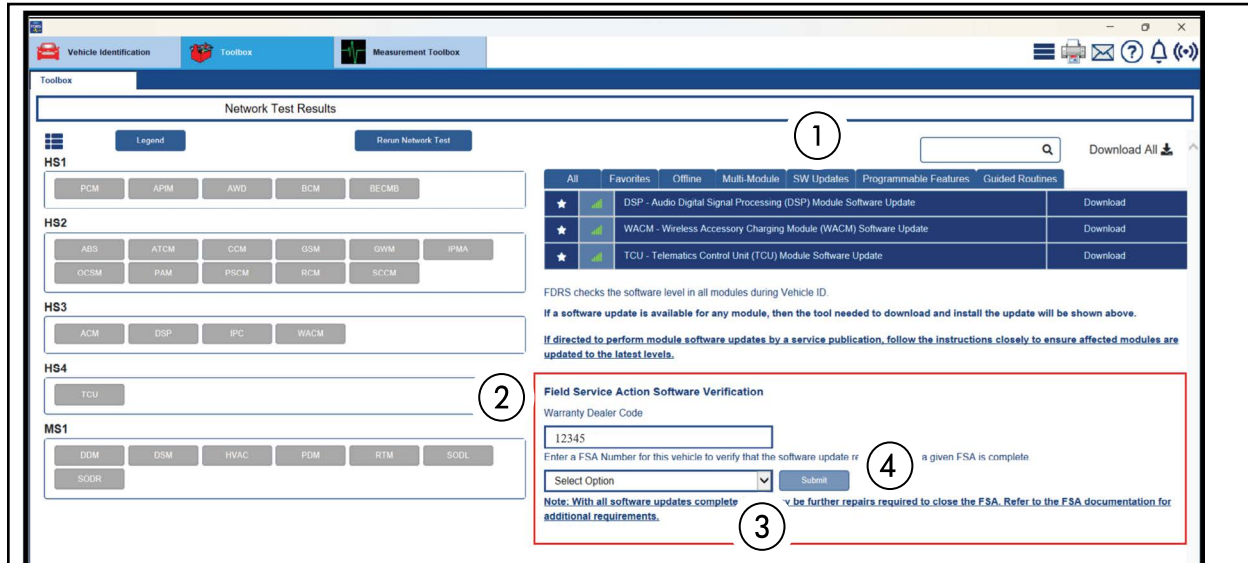 Vehicle Identification
Toolbox
Measurement Toolbox
Toolbox
Network Test Results
Legend
Rerun Network Test
1
Download All
HS1
PCM APIM AWD BCM BECMB
All Favorites Offline Multi-Module SW Updates Programmable Features Guided Routines
DSP - Audio Digital Signal Processing (DSP) Module Software Update Download
WACM - Wireless Accessory Charging Module (WACM) Software Update Download
TCU - Telematics Control Unit (TCU) Module Software Update Download
HS2
ABS ATCM CCM GSM GWM IPMA
OCSM PAM PSCM RCM SCCM
HS3
ACM DSP IPC WACM
HS4
TCU
MS1
DDM DSM HVAC PDM RTM SODL
SODR
FDRS checks the software level in all modules during Vehicle ID.
If a software update is available for any module, then the tool needed to download and install the update will be shown above.
If directed to perform module software updates by a service publication, follow the instructions closely to ensure affected modules are
updated to the latest levels.
2
Field Service Action Software Verification
Warranty Dealer Code
12345
Enter a FSA Number for this vehicle to verify that the software update re a given FSA is complete.
4
Select Option
Submit
Note: With all software updates complete y be further repairs required to close the FSA. Refer to the FSA documentation for
additional requirements.
3